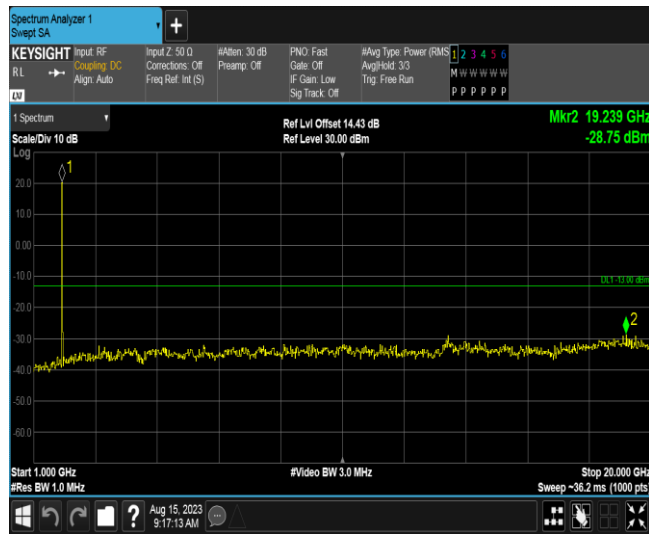 Spectrum Analyzer 1
Swept SA
+
KEYSIGHT
RL
LXI
Input: RF
Coupling: DC
Align: Auto
Input Z: 50 Ω
Corrections: Off
Freq Ref: Int (S)
#Atten: 30 dB
Preamp: Off
PNO: Fast
Gate: Off
IF Gain: Low
Sig Track: Off
#Avg Type: Power (RMS
Avg|Hold: 3/3
Trig: Free Run
1 2 3 4 5 6
M W W W W W
P P P P P P
1 Spectrum
Scale/Div 10 dB
Log
Ref Lvl Offset 14.43 dB
Ref Level 30.00 dBm
Mkr2 19.239 GHz
-28.75 dBm
1
20.0
10.0
0.00
-10.0
DL1 -13.00 dBm
-20.0
2
-30.0
-40.0
-50.0
-60.0
Start 1.000 GHz
#Res BW 1.0 MHz
#Video BW 3.0 MHz
Stop 20.000 GHz
Sweep ~36.2 ms (1000 pts)
?
Aug 15, 2023
9:17:13 AM